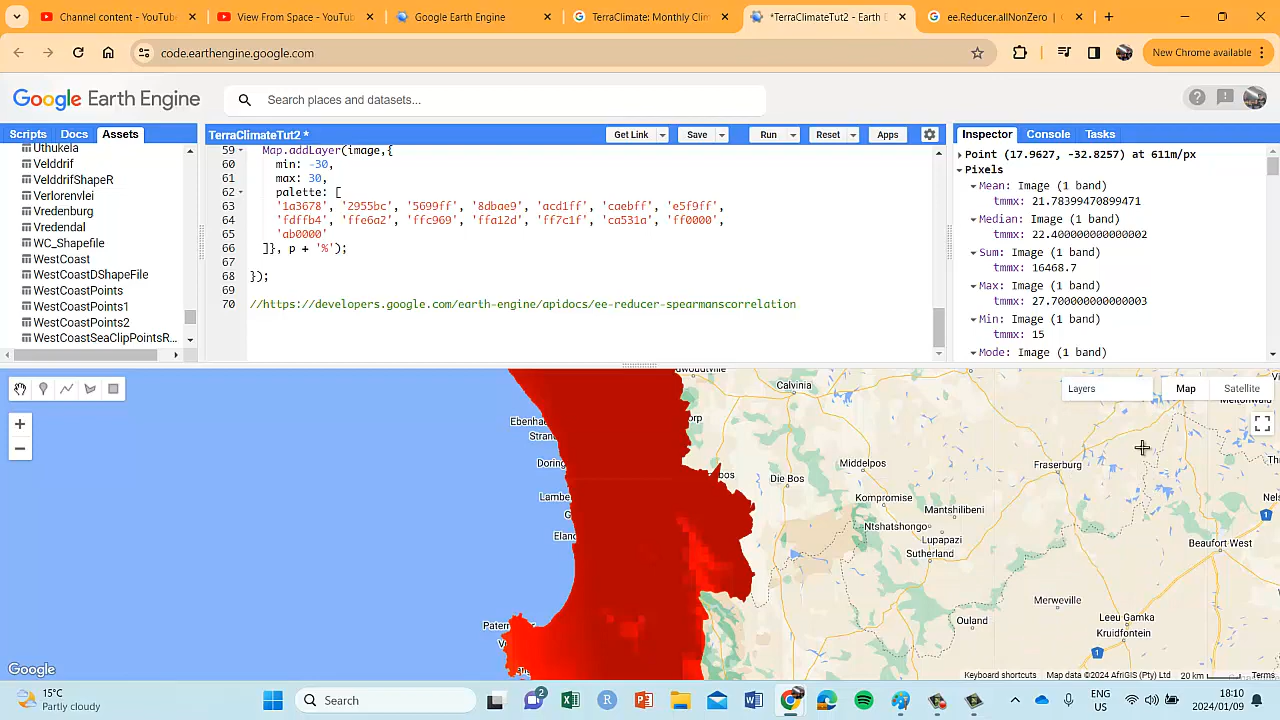 Content creation - YouTu
View From Space - YouTub
Google Earth Engine
TerraClimate: Monthly Clim
*TerraClimateTut2 - Earth E
ee.Reducer.allNonZero | G
code.earthengine.google.com
New Chrome available
Google Earth Engine
Search places and datasets...
Scripts Docs Assets
TerraClimateTut2 *
Get Link Save Run Reset Apps
Inspector Console Tasks
Uthukela
Velddrif
VelddrifShapeR
Verlorenvlei
Vredenburg
Vredendal
WC_Shapefile
WestCoast
WestCoastDShapeFile
WestCoastPoints
WestCoastPoints1
WestCoastPoints2
WestCoastSeaClipPointsR...
59 Map.addLayer(image,{
60 min: -30,
61 max: 30,
62 palette: [
63 '1a3678', '2955bc', '5699ff', '8dbae9', 'acd1ff', 'caebff', 'e5f9ff',
64 'fdffb4', 'ffe6a2', 'ffc969', 'ffa12d', 'ff7c1f', 'ca531a', 'ff0000',
65 'ab0000'
66 ]}, p + '%');
67
68 });
69
70 //https://developers.google.com/earth-engine/apidocs/ee-reducer-spearmanscorrelation
Point (17.9627, -32.8257) at 611m/px
Pixels
Mean: Image (1 band)
tmmx: 21.78399470899471
Median: Image (1 band)
tmmx: 22.400000000000002
Sum: Image (1 band)
tmmx: 16468.7
Max: Image (1 band)
tmmx: 27.700000000000003
Min: Image (1 band)
tmmx: 15
Mode: Image (1 band)
Layers
Map Satellite
Calvinia
Ebenha
Strand
Doring
Lambe
Eland
Middelpos
Die Bos
Kompromise
Mantshilibeni
Ntshatshongo
Lupapazi
Sutherland
Fraserburg
Beaufort West
Merweville
Ouland
Leeu Gamka
Kruidfontein
1
1
Google
Keyboard shortcuts Map data ©2024 AfriGIS (Pty) Ltd 20 km Terms
15°C
Partly cloudy
Search
2
ENG
US
18:10
2024/01/09